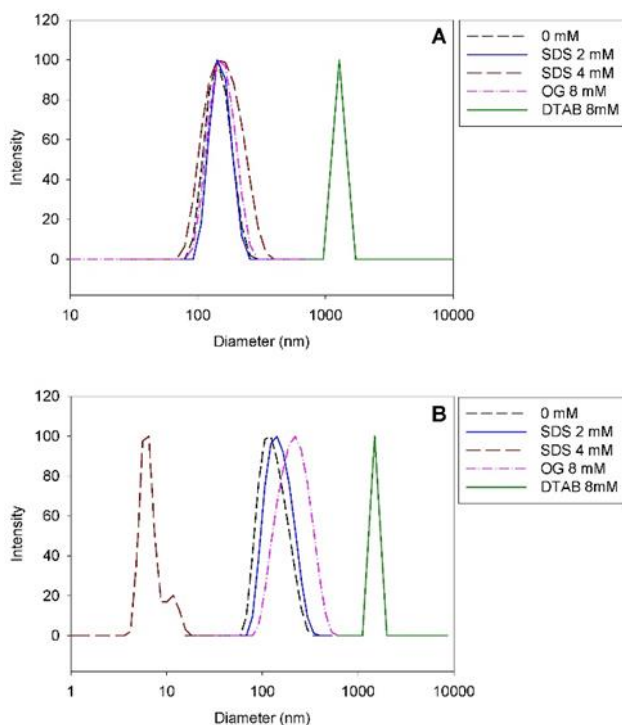 120
100
80
60
40
20
0
Intensity
A
0 mM
SDS 2 mM
SDS 4 mM
OG 8 mM
DTAB 8mM
10 100 1000 10000
Diameter (nm)
120
100
80
60
40
20
0
Intensity
B
0 mM
SDS 2 mM
SDS 4 mM
OG 8 mM
DTAB 8mM
1 10 100 1000 10000
Diameter (nm)